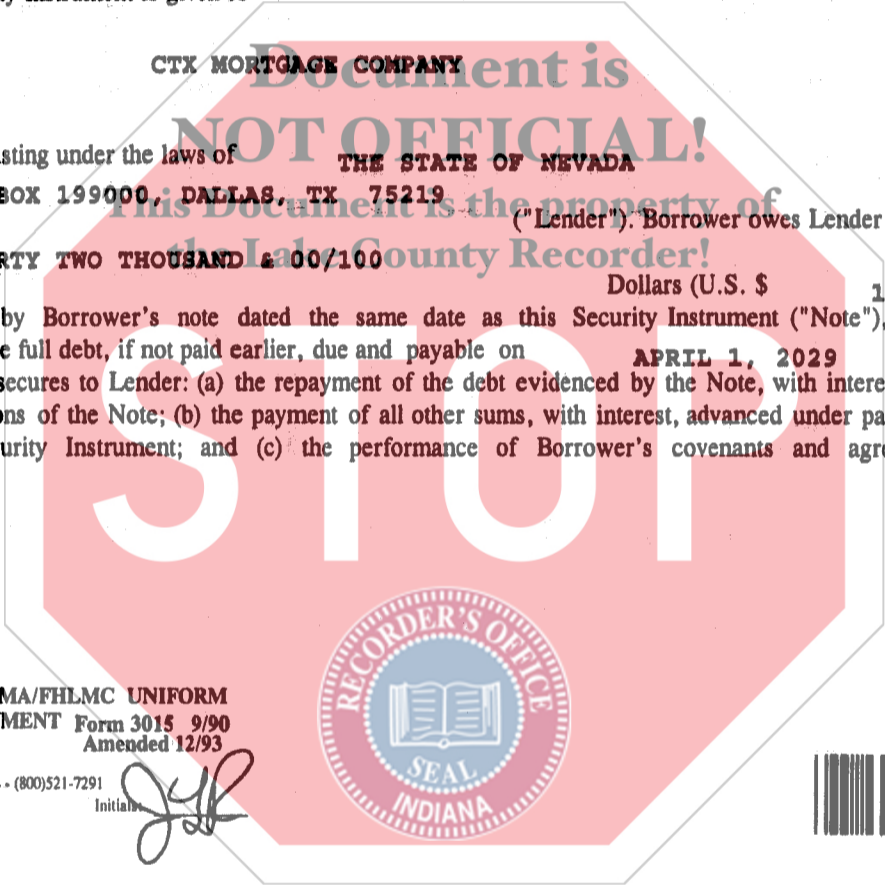 CTX MORTGAGE COMPANY
Document is
NOT OFFICIAL!
This Document is the property of
the Lake County Recorder!
sting under the laws of THE STATE OF NEVADA
BOX 199000, DALLAS, TX 75219
("Lender"). Borrower owes Lender
RTY TWO THOUSAND & 00/100
Dollars (U.S. $ 1
by Borrower's note dated the same date as this Security Instrument ("Note"),
e full debt, if not paid earlier, due and payable on APRIL 1, 2029
secures to Lender: (a) the repayment of the debt evidenced by the Note, with intere
ns of the Note; (b) the payment of all other sums, with interest, advanced under pa
urity Instrument; and (c) the performance of Borrower's covenants and agre
STOP
RECORDER'S OFFICE
SEAL
INDIANA
MA/FHLMC UNIFORM
MENT Form 3015 9/90
Amended 12/93
- (800)521-7291
Initials: